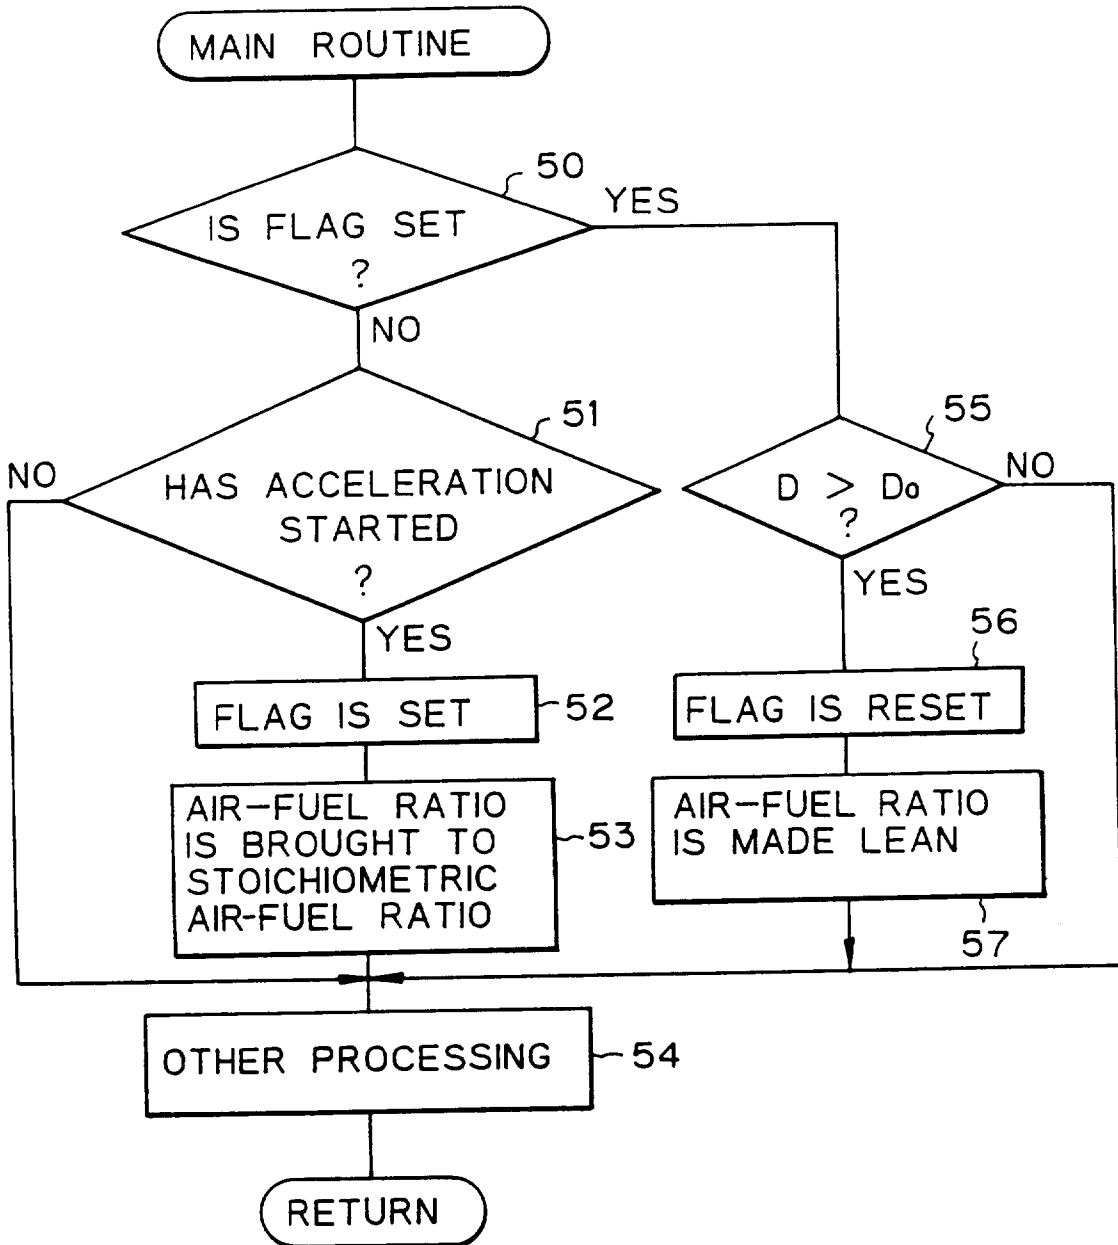 MAIN ROUTINE
50
YES
IS FLAG SET
?
NO
51
NO
HAS ACCELERATION
STARTED
?
YES
55
D > Do
?
NO
YES
56
FLAG IS SET
52
FLAG IS RESET
AIR-FUEL RATIO
IS BROUGHT TO
STOICHIOMETRIC
AIR-FUEL RATIO
53
AIR-FUEL RATIO
IS MADE LEAN
57
OTHER PROCESSING
54
RETURN